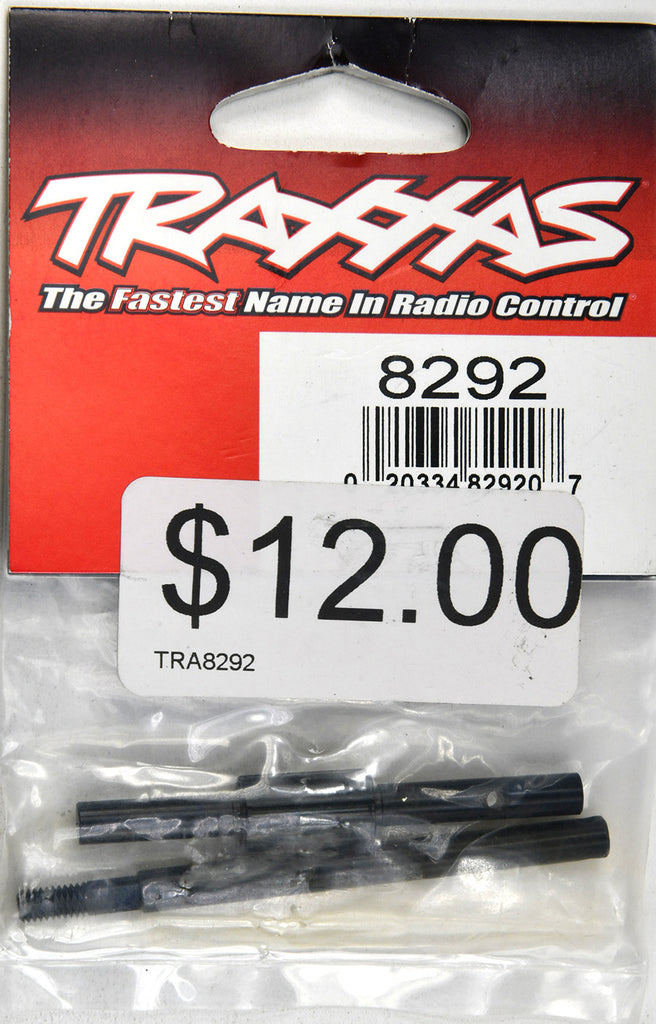 TRAXXAS
The Fastest Name In Radio Control
8292
0 20334 82920 7
$12.00
TRA8292